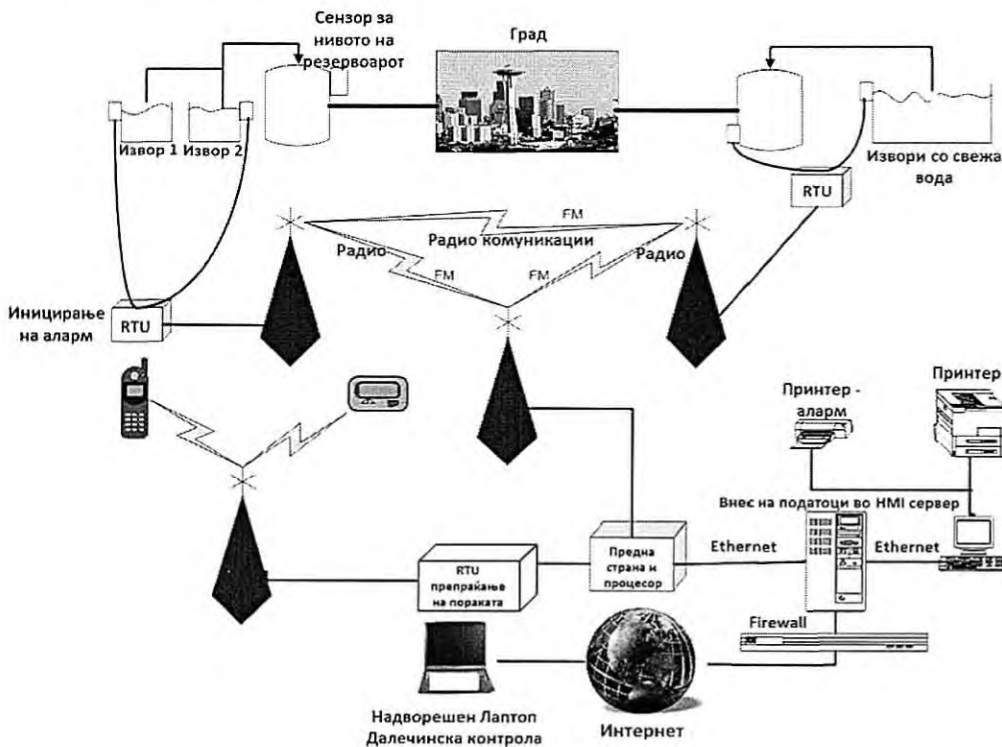 Сензор за
нивото на
резервоарот
Град
Извор 1
Извор 2
Извори со свежа
вода
RTU
FM
Радио комуникации
Радио
Радио
FM
FM
Иницирање
на аларм
RTU
Принтер -
аларм
Принтер
Внес на податоци во HMI сервер
Ethernet
Ethernet
Предна
страна и
процесор
RTU
препраќање
на пораката
Firewall
Надворешен Лаптоп
Далечинска контрола
Интернет